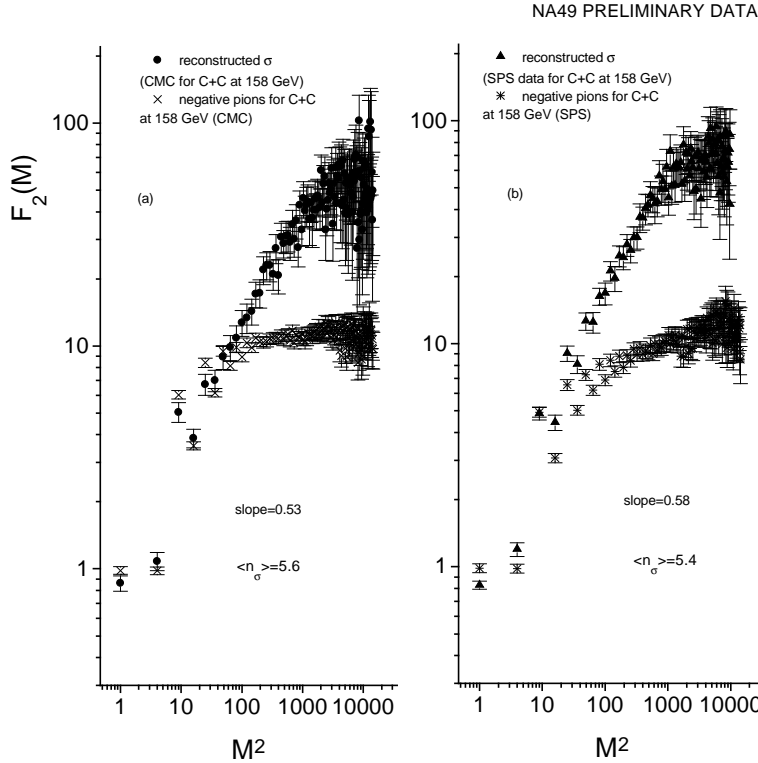 NA49 PRELIMINARY DATA
reconstructed σ
(CMC for C+C at 158 GeV)
negative pions for C+C
at 158 GeV (CMC)
(a)
F2(M)
100
10
1
slope=0.53
<nσ>=5.6
1 10 100 1000 10000
M2
reconstructed σ
(SPS data for C+C at 158 GeV)
negative pions for C+C
at 158 GeV (SPS)
(b)
100
10
1
slope=0.58
<nσ>=5.4
1 10 100 1000 10000
M2